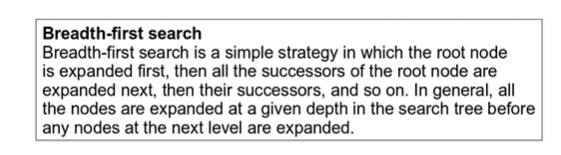 Breadth-first search
Breadth-first search is a simple strategy in which the root node
is expanded first, then all the successors of the root node are
expanded next, then their successors, and so on. In general, all
the nodes are expanded at a given depth in the search tree before
any nodes at the next level are expanded.